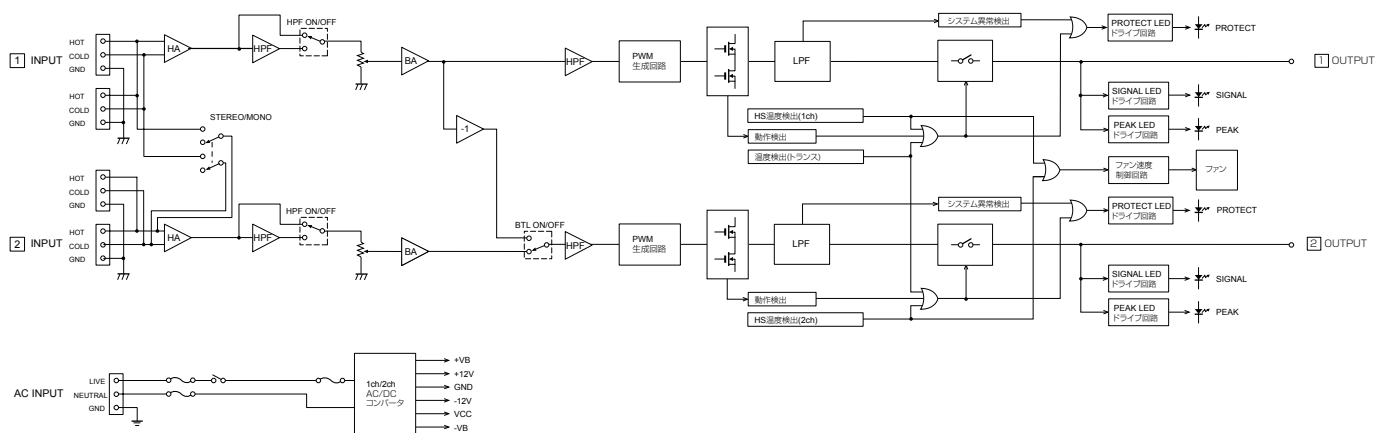 HPF ON/OFF
システム異常検出
PROTECT LED
ドライブ回路
PROTECT
HOT
COLD
GND
1 INPUT
HA
HPF
BA
HPF
PWM
生成回路
LPF
1 OUTPUT
HOT
COLD
GND
STEREO/MONO
-1
HS温度検出(1ch)
動作検出
温度検出(トランス)
SIGNAL LED
ドライブ回路
SIGNAL
PEAK LED
ドライブ回路
PEAK
ファン速度
制御回路
ファン
HOT
COLD
GND
HPF ON/OFF
BTL ON/OFF
システム異常検出
PROTECT LED
ドライブ回路
PROTECT
2 INPUT
HOT
COLD
GND
HA
HPF
BA
HPF
PWM
生成回路
LPF
2 OUTPUT
動作検出
HS温度検出(2ch)
SIGNAL LED
ドライブ回路
SIGNAL
PEAK LED
ドライブ回路
PEAK
AC INPUT
LIVE
NEUTRAL
GND
1ch/2ch
AC/DC
コンバータ
+VB
+12V
GND
-12V
VCC
-VB